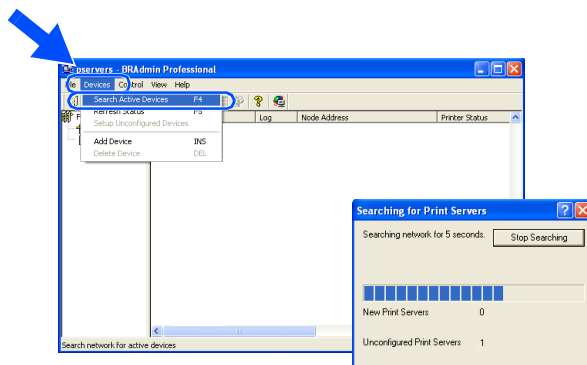 pservers - BRAdmin Professional
le Devices Control View Help
Search Active Devices F4
Refresh Status F5
Setup Unconfigured Devices
Add Device INS
Delete Device DEL
Log Node Address Printer Status
Searching for Print Servers
Searching network for 5 seconds. Stop Searching
New Print Servers 0
Unconfigured Print Servers 1
Search network for active devices